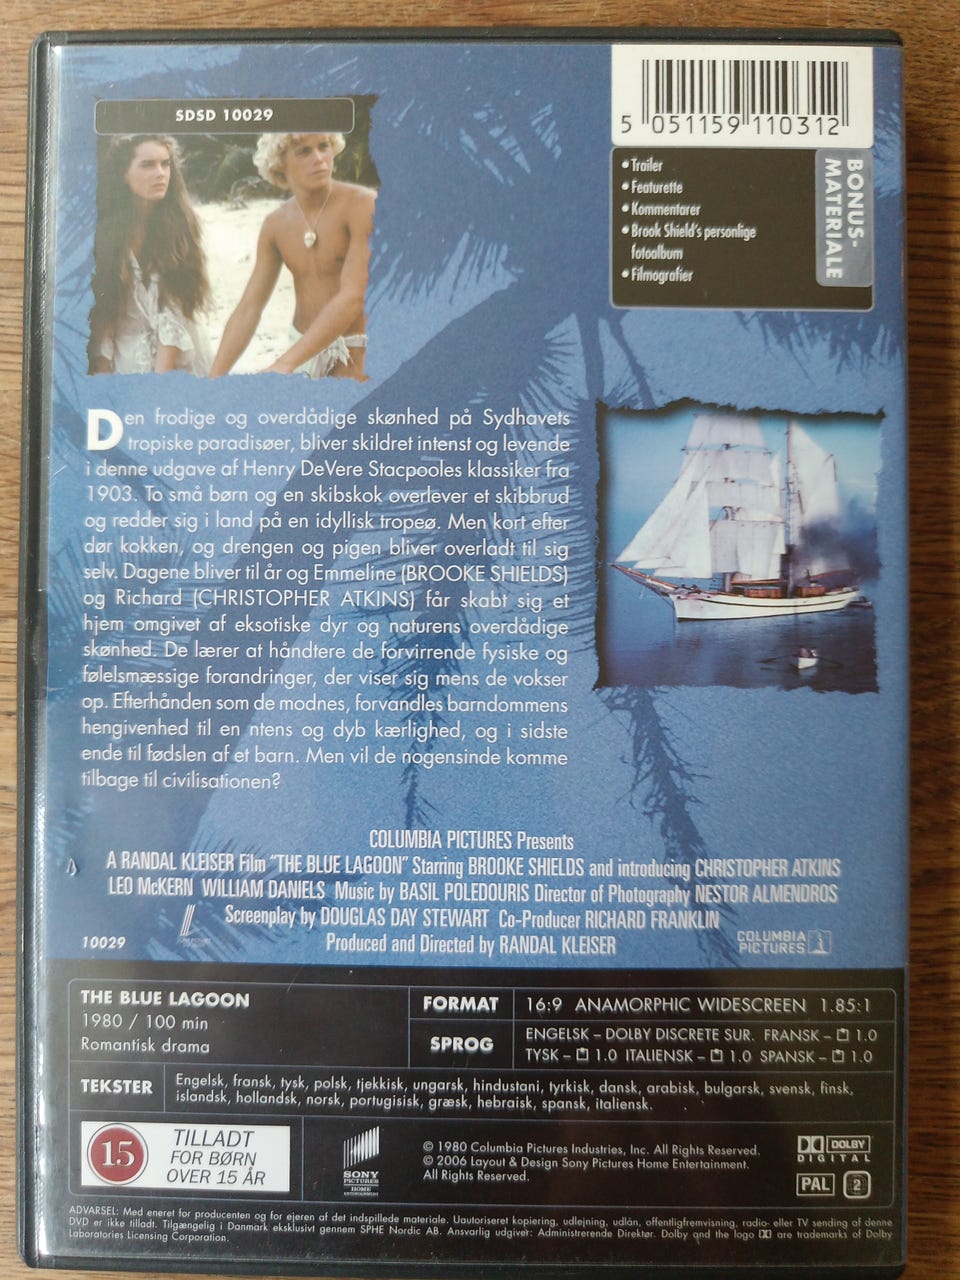 SDSD 10029
5 051159 110312
BONUS-
MATERIALE
• Trailer
• Featurette
• Kommentarer
• Brook Shield's personlige
fotoalbum
• Filmografier
Den frodige og overdådige skønhed på Sydhavets
tropiske paradisøer, bliver skildret intenst og levende
i denne udgave af Henry DeVere Stacpooles klassiker fra
1903. To små børn og en skibskok overlever et skibbrud
og redder sig i land på en idyllisk tropeø. Men kort efter
dør kokken, og drengen og pigen bliver overladt til sig
selv. Dagene bliver til år og Emmeline (BROOKE SHIELDS)
og Richard (CHRISTOPHER ATKINS) får skabt sig et
hjem omgivet af eksotiske dyr og naturens overdådige
skønhed. De lærer at håndtere de forvirrende fysiske og
følelsmæssige forandringer, der viser sig mens de vokser
op. Efterhånden som de modnes, forvandles barndommens
hengivenhed til en ntens og dyb kærlighed, og i sidste
ende til fødslen af et barn. Men vil de nogensinde komme
tilbage til civilisationen?
COLUMBIA PICTURES Presents
A RANDAL KLEISER Film "THE BLUE LAGOON" Starring BROOKE SHIELDS and introducing CHRISTOPHER ATKINS
LEO McKERN WILLIAM DANIELS Music by BASIL POLEDOURIS Director of Photography NESTOR ALMENDROS
Screenplay by DOUGLAS DAY STEWART Co-Producer RICHARD FRANKLIN
Produced and Directed by RANDAL KLEISER
10029
COLUMBIA
PICTURES
THE BLUE LAGOON
1980 / 100 min
Romantisk drama
FORMAT 16:9 ANAMORPHIC WIDESCREEN 1.85:1
SPROG ENGELSK – DOLBY DISCRETE SUR. FRANSK – 1.0
TYSK – 1.0 ITALIENSK – 1.0 SPANSK – 1.0
TEKSTER Engelsk, fransk, tysk, polsk, tjekkisk, ungarsk, hindustani, tyrkisk, dansk, arabisk, bulgarsk, svensk, finsk,
islandsk, hollandsk, norsk, portugisisk, græsk, hebraisk, spansk, italiensk.
15
TILLADT
FOR BØRN
OVER 15 ÅR
SONY
PICTURES
HOME
ENTERTAINMENT
© 1980 Columbia Pictures Industries, Inc. All Rights Reserved.
© 2006 Layout & Design Sony Pictures Home Entertainment.
All Rights Reserved.
DOLBY
DIGITAL
PAL 2
ADVARSEL: Med eneret for producenten og for ejeren af det indspillede materiale. Uautoriseret kopiering, udlejning, udlån, offentligfremvisning, radio- eller TV sending af denne
DVD er ikke tilladt. Tilgængelig i Danmark eksklusivt gennem SPHE Nordic AB. Ansvarlig udgiver: Administrerende Direktør. Dolby and the logo are trademarks of Dolby
Laboratories Licensing Corporation.